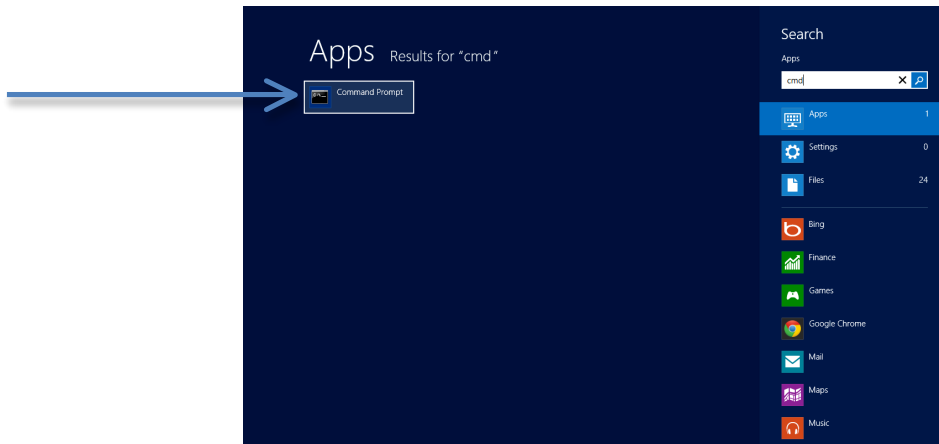 Apps Results for "cmd"
Command Prompt
Search
Apps
cmd
Apps 1
Settings 0
Files 24
Bing
Finance
Games
Google Chrome
Mail
Maps
Music